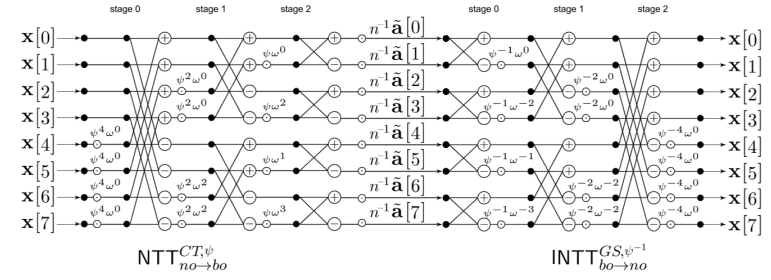 stage 0 stage 1 stage 2 stage 0 stage 1 stage 2
x[0] n⁻¹ã[0] x[0]
x[1] ψ²ω⁰ ψω⁰ n⁻¹ã[1] ψ⁻¹ω⁰ ψ⁻²ω⁰ x[1]
x[2] ψ²ω⁰ n⁻¹ã[2] ψ⁻²ω⁰ x[2]
x[3] ψ²ω⁰ ψω² n⁻¹ã[3] ψ⁻¹ω⁻² ψ⁻²ω⁰ x[3]
x[4] ψ⁴ω⁰ n⁻¹ã[4] ψ⁻⁴ω⁰ x[4]
x[5] ψ⁴ω⁰ ψω¹ n⁻¹ã[5] ψ⁻¹ω⁻¹ ψ⁻⁴ω⁰ x[5]
x[6] ψ⁴ω⁰ ψ²ω² n⁻¹ã[6] ψ⁻²ω⁻² ψ⁻⁴ω⁰ x[6]
x[7] ψ⁴ω⁰ ψ²ω² ψω³ n⁻¹ã[7] ψ⁻¹ω⁻³ ψ⁻²ω⁻² ψ⁻⁴ω⁰ x[7]
NTT^{CT,ψ}_{no→bo} INTT^{GS,ψ⁻¹}_{bo→no}